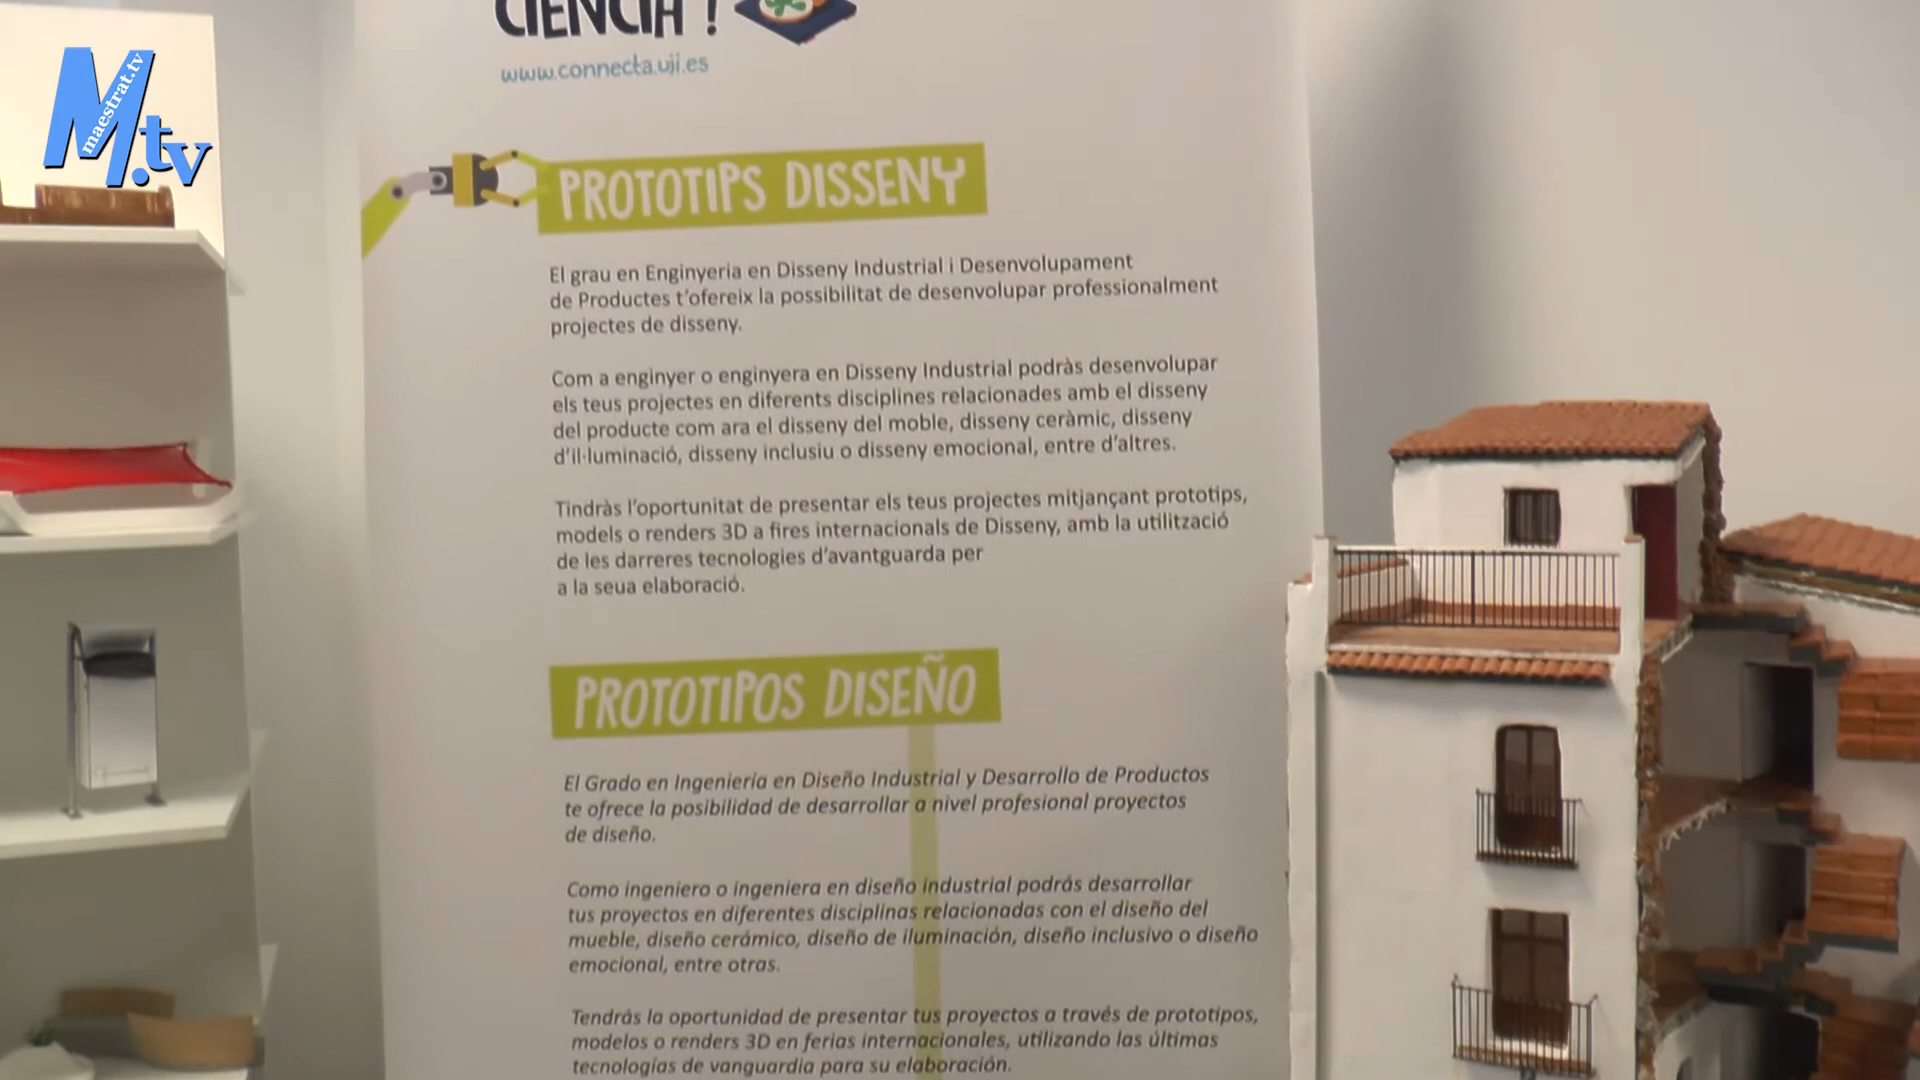 CIÈNCIA !
www.connecta.uji.es
maestrat.tv
M.tv
PROTOTIPS DISSENY
El grau en Enginyeria en Disseny Industrial i Desenvolupament
de Productes t'ofereix la possibilitat de desenvolupar professionalment
projectes de disseny.
Com a enginyer o enginyera en Disseny Industrial podràs desenvolupar
els teus projectes en diferents disciplines relacionades amb el disseny
del producte com ara el disseny del moble, disseny ceràmic, disseny
d'il·luminació, disseny inclusiu o disseny emocional, entre d'altres.
Tindràs l'oportunitat de presentar els teus projectes mitjançant prototips,
models o renders 3D a fires internacionals de Disseny, amb la utilització
de les darreres tecnologies d'avantguarda per
a la seua elaboració.
PROTOTIPOS DISEÑO
El Grado en Ingeniería en Diseño Industrial y Desarrollo de Productos
te ofrece la posibilidad de desarrollar a nivel profesional proyectos
de diseño.
Como ingeniero o ingeniera en diseño industrial podrás desarrollar
tus proyectos en diferentes disciplinas relacionadas con el diseño del
mueble, diseño cerámico, diseño de iluminación, diseño inclusivo o diseño
emocional, entre otras.
Tendrás la oportunidad de presentar tus proyectos a través de prototipos,
modelos o renders 3D en ferias internacionales, utilizando las últimas
tecnologías de vanguardia para su elaboración.